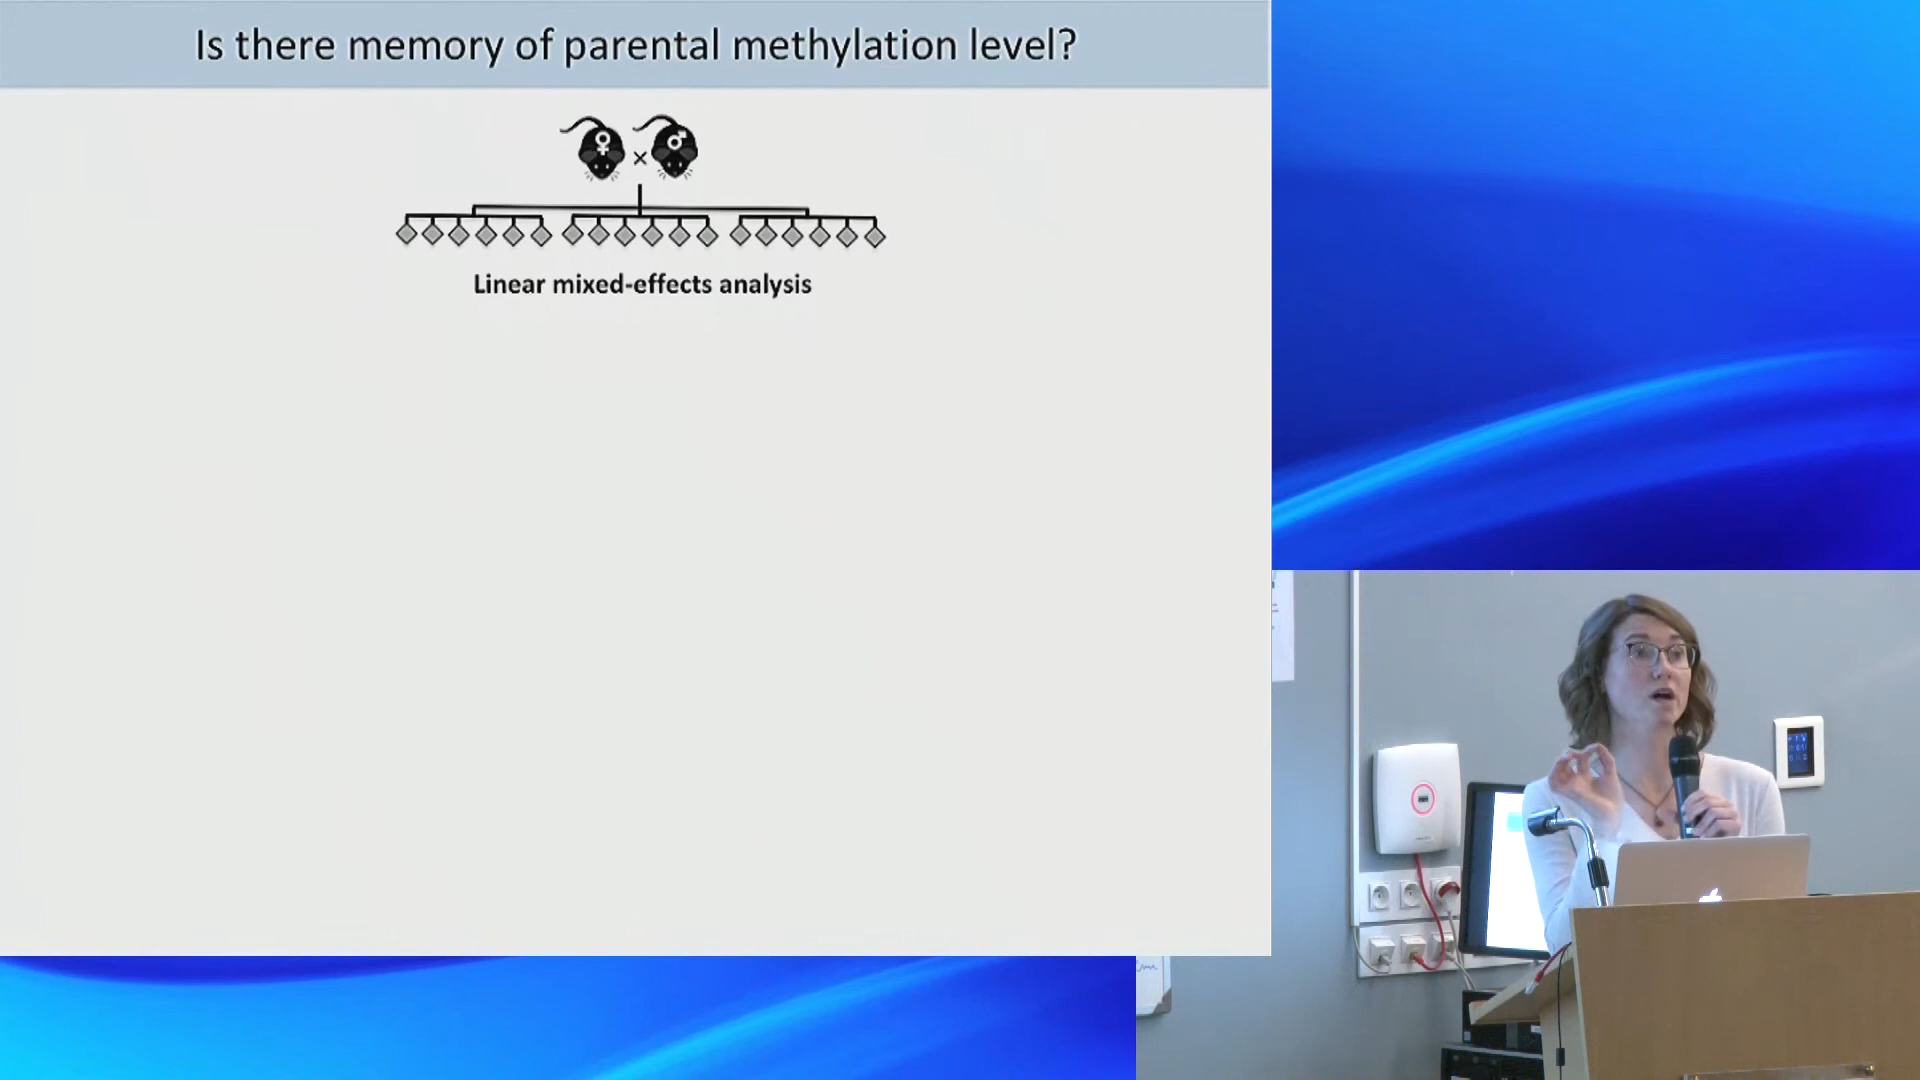 Is there memory of parental methylation level?
♀ × ♂
Linear mixed-effects analysis